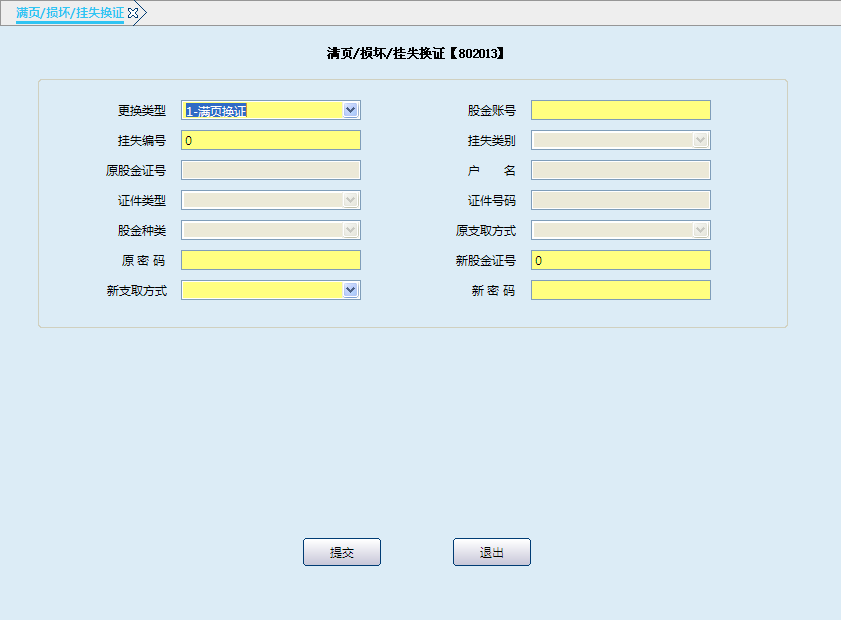 满页/损坏/挂失换证
满页/损坏/挂失换证【802013】
更换类型 1-满页换证 股金账号
挂失编号 0 挂失类别
原股金证号 户 名
证件类型 证件号码
股金种类 原支取方式
原 密 码 新股金证号 0
新支取方式 新 密 码
提交 退出